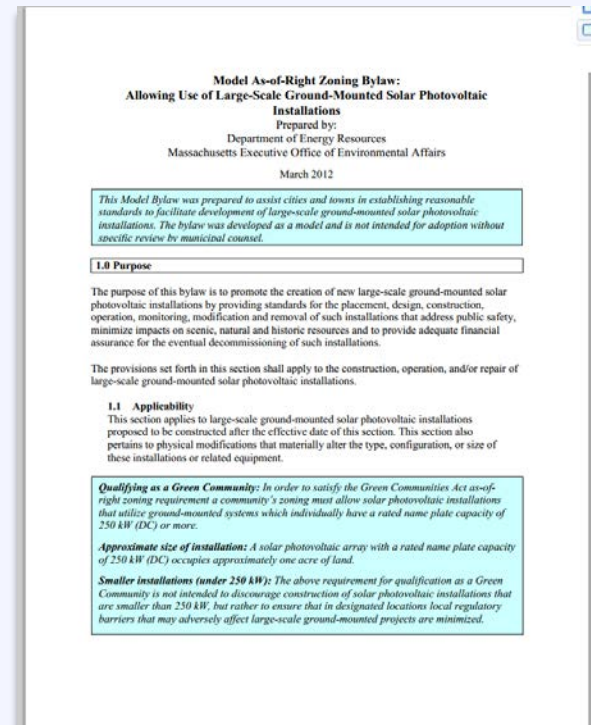 Model As-of-Right Zoning Bylaw:
Allowing Use of Large-Scale Ground-Mounted Solar Photovoltaic
Installations
Prepared by:
Department of Energy Resources
Massachusetts Executive Office of Environmental Affairs
March 2012
This Model Bylaw was prepared to assist cities and towns in establishing reasonable
standards to facilitate development of large-scale ground-mounted solar photovoltaic
installations. The bylaw was developed as a model and is not intended for adoption without
specific review by municipal counsel.
1.0 Purpose
The purpose of this bylaw is to promote the creation of new large-scale ground-mounted solar
photovoltaic installations by providing standards for the placement, design, construction,
operation, monitoring, modification and removal of such installations that address public safety,
minimize impacts on scenic, natural and historic resources and to provide adequate financial
assurance for the eventual decommissioning of such installations.
The provisions set forth in this section shall apply to the construction, operation, and/or repair of
large-scale ground-mounted solar photovoltaic installations.
1.1 Applicability
This section applies to large-scale ground-mounted solar photovoltaic installations
proposed to be constructed after the effective date of this section. This section also
pertains to physical modifications that materially alter the type, configuration, or size of
these installations or related equipment.
Qualifying as a Green Community: In order to satisfy the Green Communities Act as-of-
right zoning requirement a community's zoning must allow solar photovoltaic installations
that utilize ground-mounted systems which individually have a rated name plate capacity of
250 kW (DC) or more.
Approximate size of installation: A solar photovoltaic array with a rated name plate capacity
of 250 kW (DC) occupies approximately one acre of land.
Smaller installations (under 250 kW): The above requirement for qualification as a Green
Community is not intended to discourage construction of solar photovoltaic installations that
are smaller than 250 kW, but rather to ensure that in designated locations local regulatory
barriers that may adversely affect large-scale ground-mounted projects are minimized.